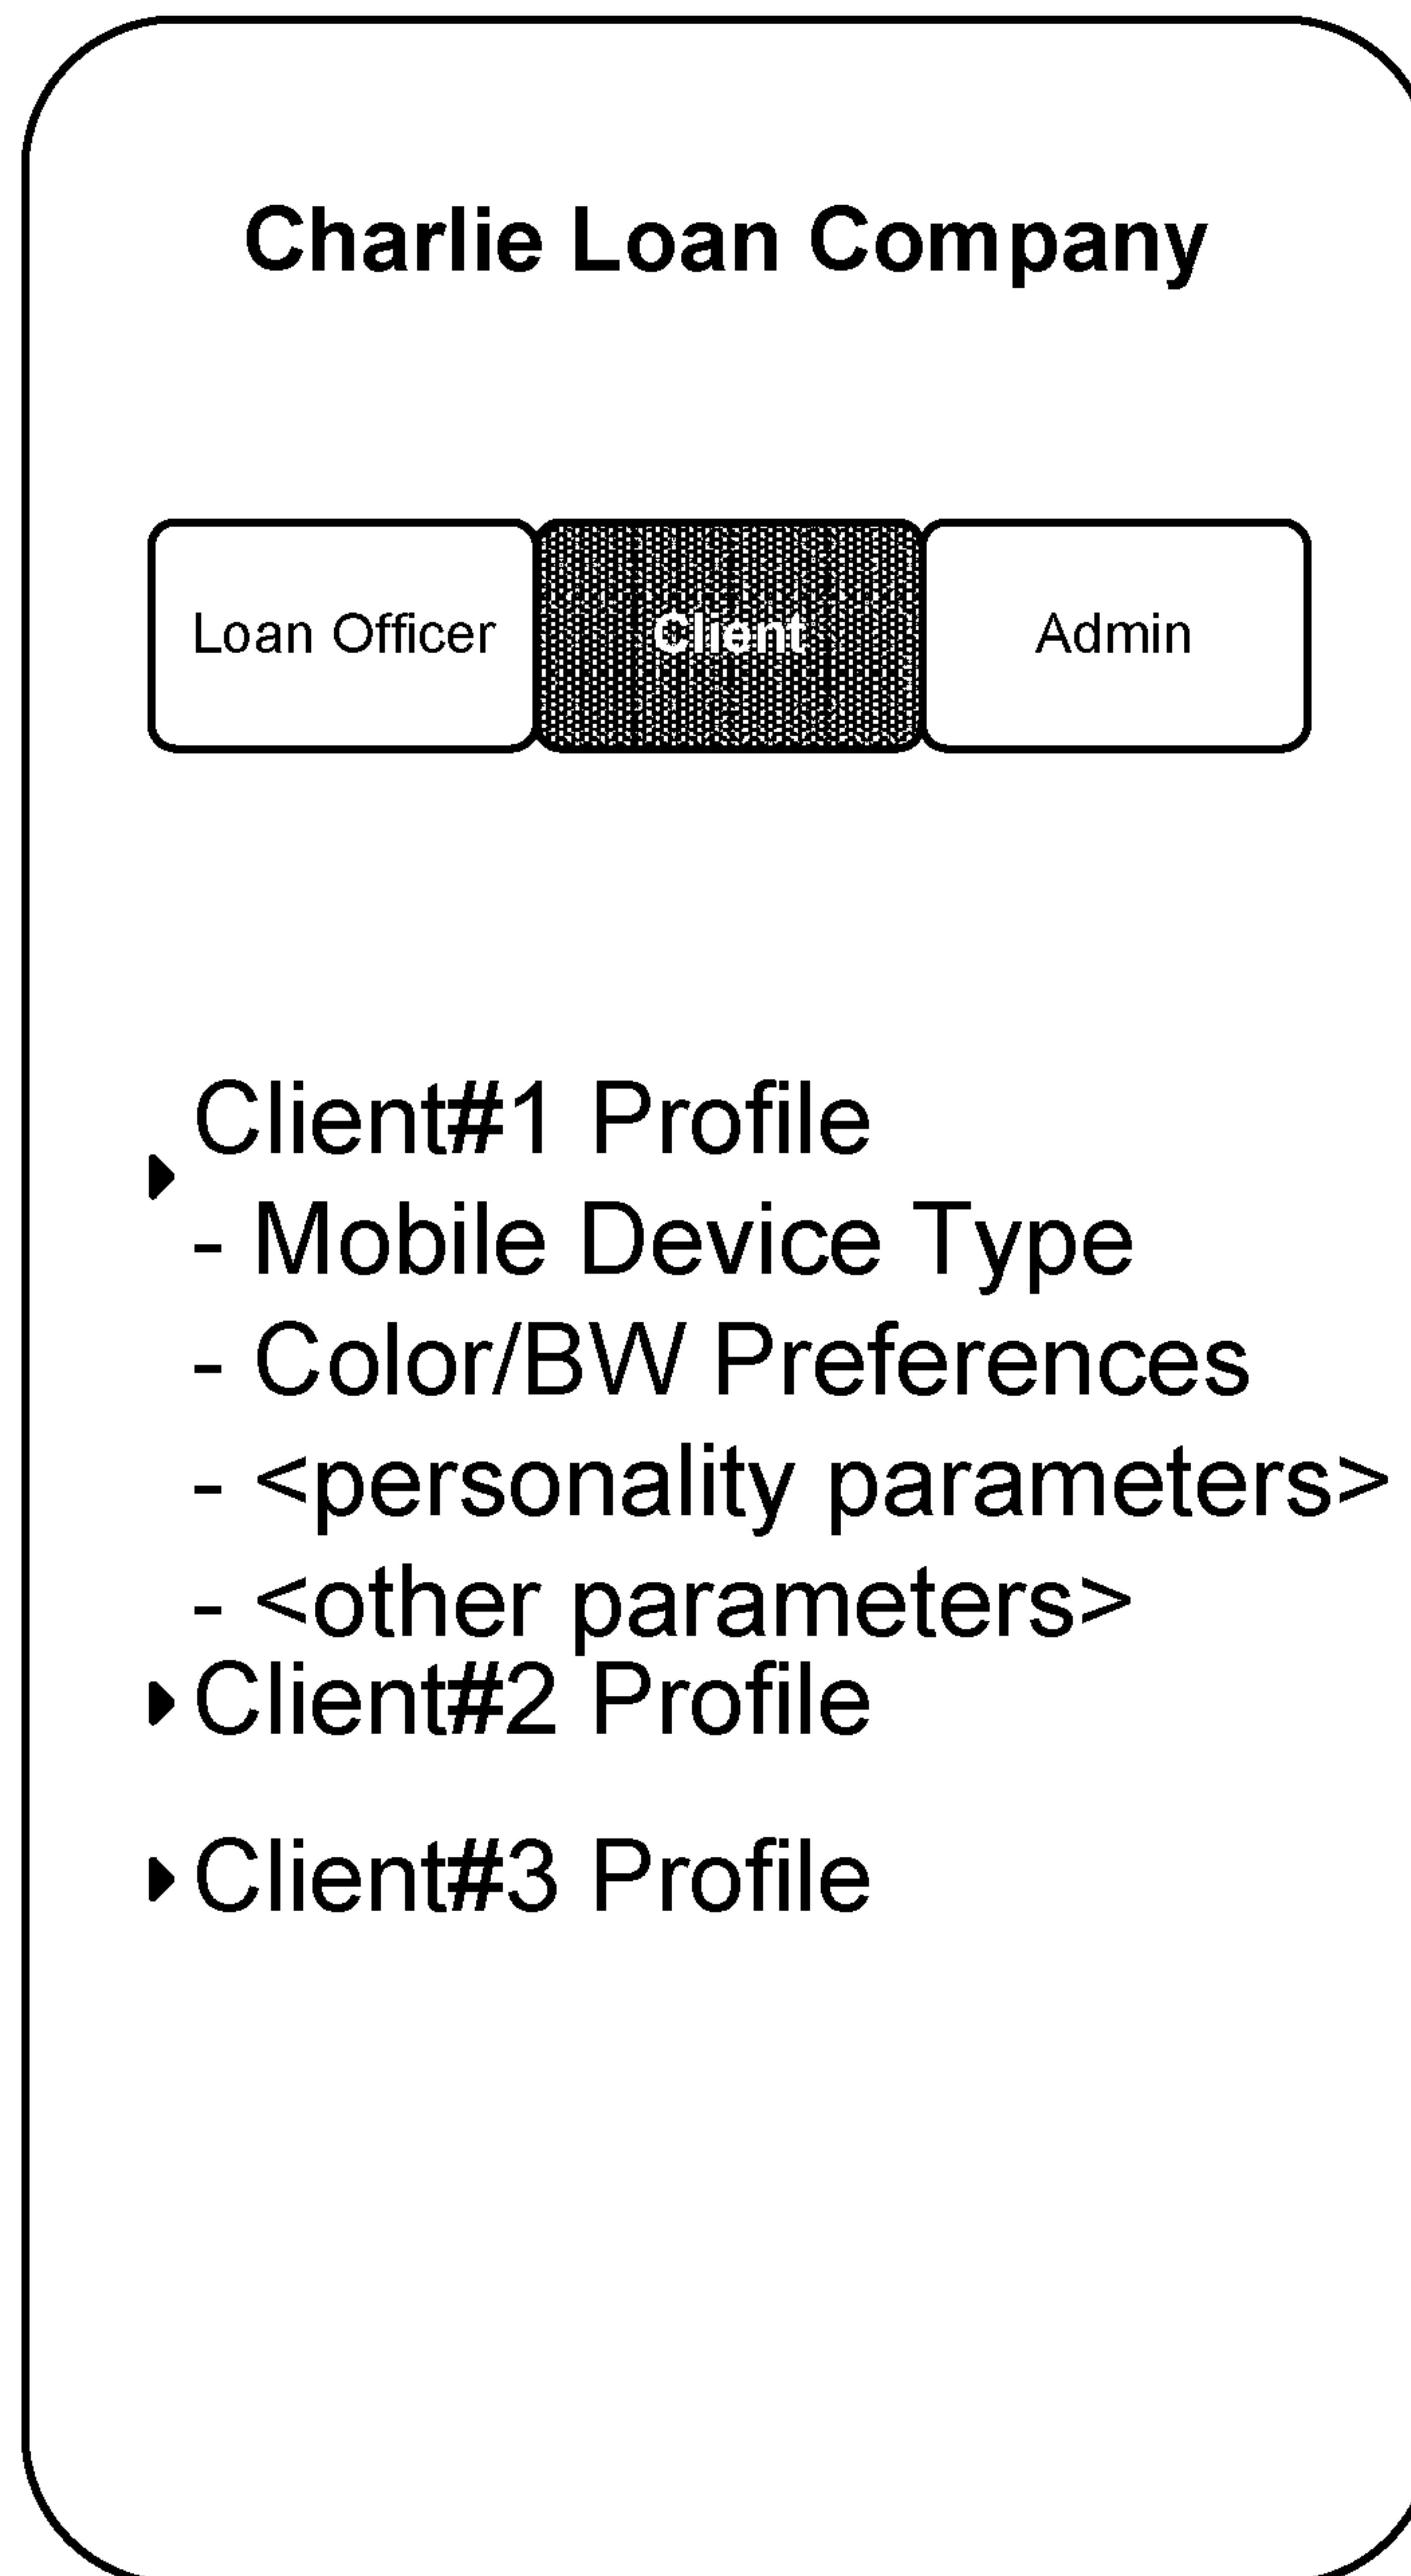 Charlie Loan Company
Loan Officer Client Admin
Client#1 Profile
- Mobile Device Type
- Color/BW Preferences
- <personality parameters>
- <other parameters>
Client#2 Profile
Client#3 Profile